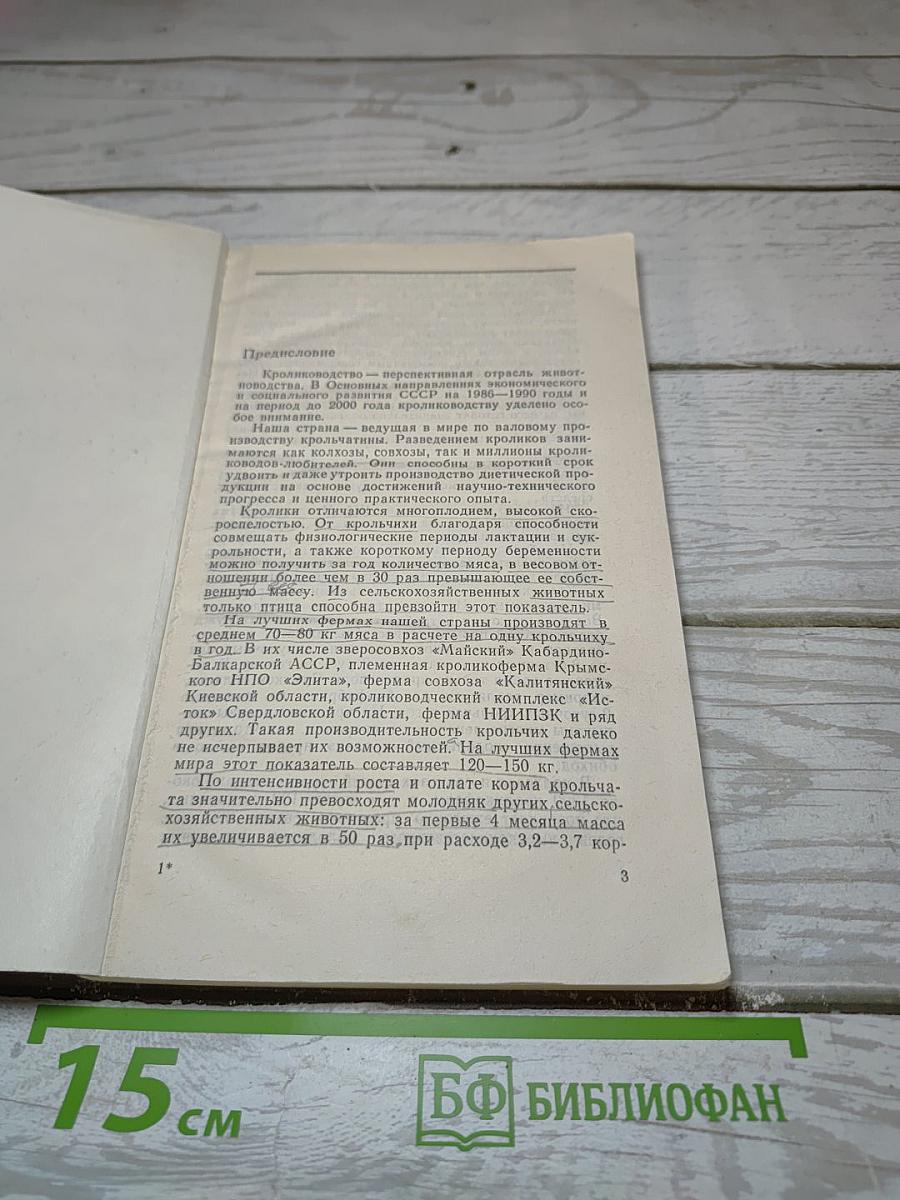 Предисловие
Кролиководство — перспективная отрасль живот-
новодства. В Основных направлениях экономического
и социального развития СССР на 1986—1990 годы и
на период до 2000 года кролиководству уделено осо-
бое внимание.
Наша страна — ведущая в мире по валовому про-
изводству крольчатины. Разведением кроликов зани-
маются как колхозы, совхозы, так и миллионы кроли-
ководов-любителей. Они способны в короткий срок
удвоить и даже утроить производство диетической про-
дукции на основе достижений научно-технического
прогресса и ценного практического опыта.
Кролики отличаются многоплодием, высокой ско-
роспелостью. От крольчихи благодаря способности
совмещать физиологические периоды лактации и сук-
рольности, а также короткому периоду беременности
можно получить за год количество мяса, в весовом от-
ношении более чем в 30 раз превышающее ее собст-
венную массу. Из сельскохозяйственных животных
только птица способна превзойти этот показатель.
На лучших фермах нашей страны производят в
среднем 70—80 кг мяса в расчете на одну крольчиху
в год. В их числе зверосовхоз «Майский» Кабардино-
Балкарской АССР, племенная кроликоферма Крымс-
кого НПО «Элита», ферма совхоза «Калитянский»
Киевской области, кролиководческий комплекс «Ис-
ток» Свердловской области, ферма НИИПЗК и ряд
других. Такая производительность крольчих далеко
не исчерпывает их возможностей. На лучших фермах
мира этот показатель составляет 120—150 кг.
По интенсивности роста и оплате корма крольча-
та значительно превосходят молодняк других сельско-
хозяйственных животных: за первые 4 месяца масса
их увеличивается в 50 раз при расходе 3,2—3,7 кор-
1*
3
15 см
БФ БИБЛИОФАН